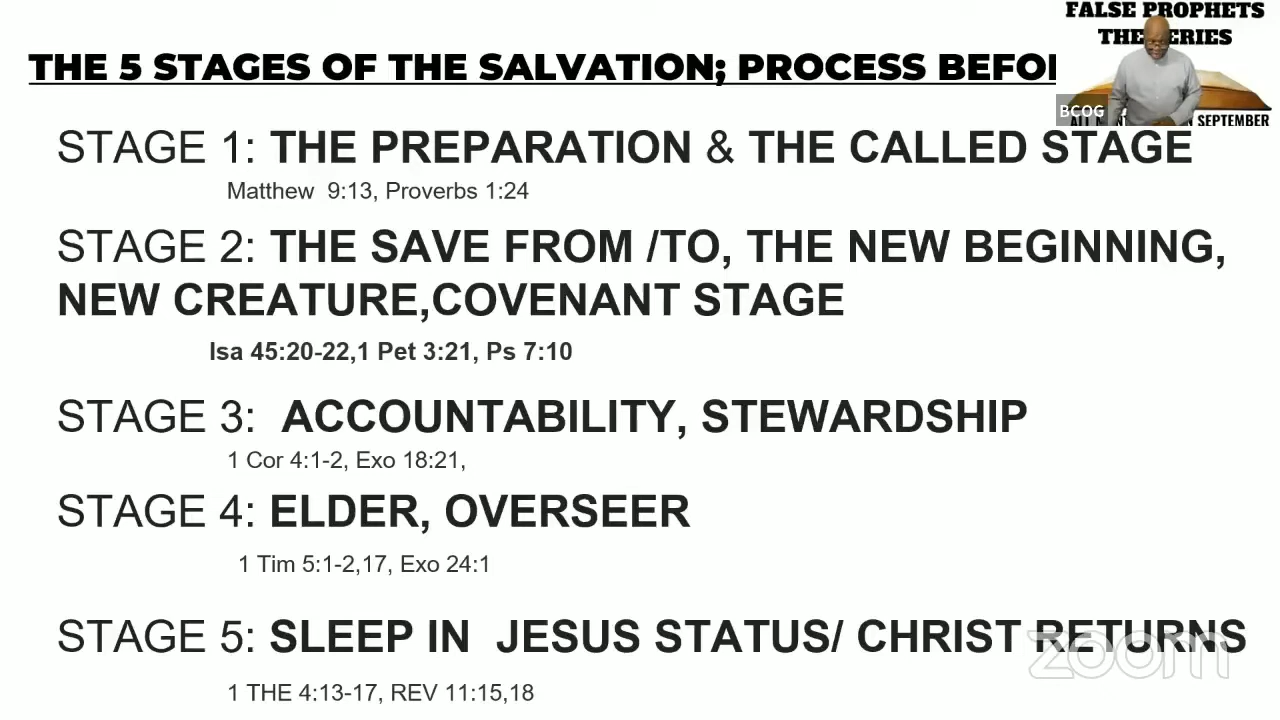 FALSE PROPHETS
THE SERIES
THE 5 STAGES OF THE SALVATION; PROCESS
BCOG
SEPTEMBER
STAGE 1: THE PREPARATION & THE CALLED STAGE
Matthew 9:13, Proverbs 1:24
STAGE 2: THE SAVE FROM /TO, THE NEW BEGINNING,
NEW CREATURE,COVENANT STAGE
Isa 45:20-22,1 Pet 3:21, Ps 7:10
STAGE 3: ACCOUNTABILITY, STEWARDSHIP
1 Cor 4:1-2, Exo 18:21,
STAGE 4: ELDER, OVERSEER
1 Tim 5:1-2,17, Exo 24:1
STAGE 5: SLEEP IN JESUS STATUS/ CHRIST RETURNS
zoom
1 THE 4:13-17, REV 11:15,18